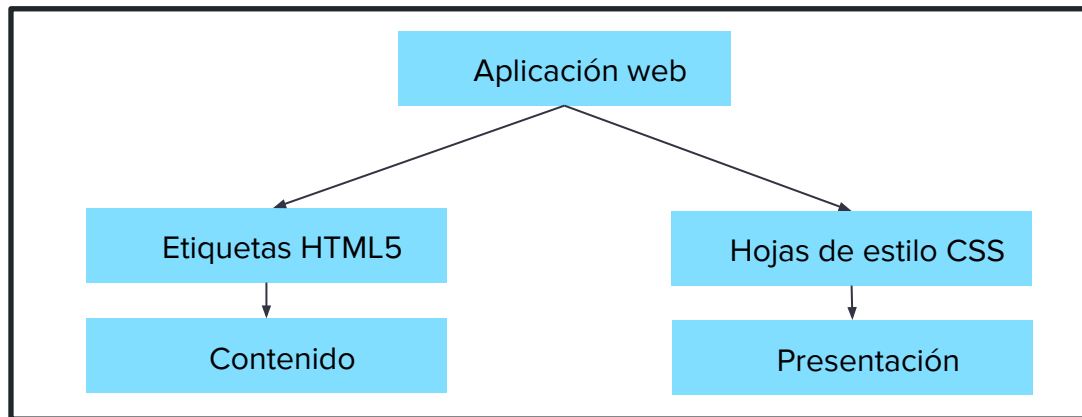 Aplicación web
Etiquetas HTML5
Hojas de estilo CSS
Contenido
Presentación